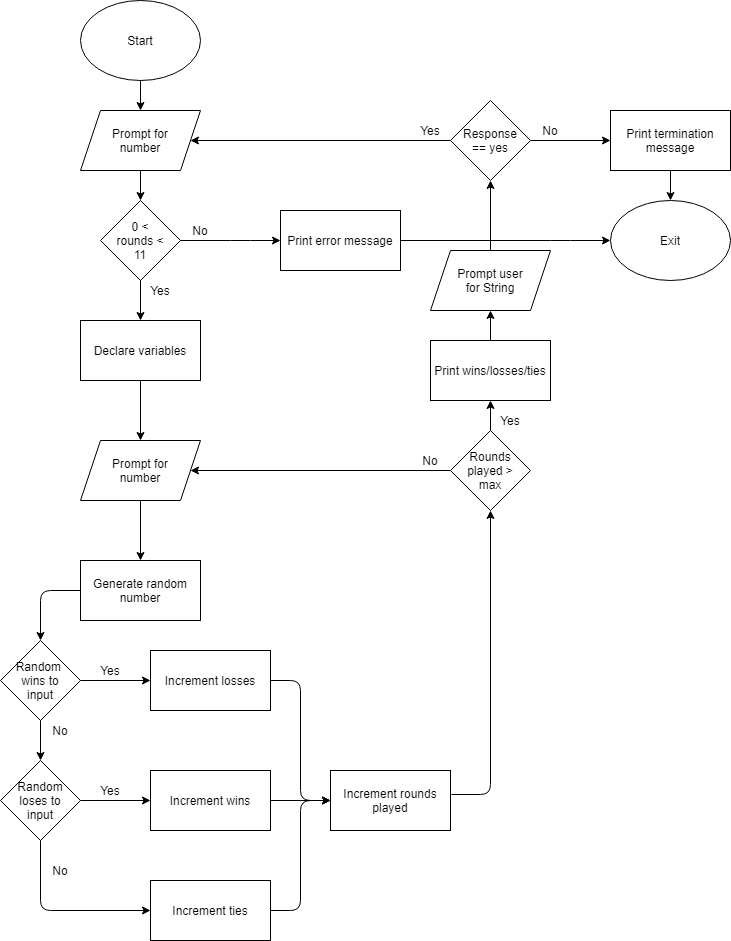 Start
Prompt for
number
Yes
Response
== yes
No
Print termination
message
0 <
rounds <
11
No
Print error message
Exit
Yes
Prompt user
for String
Declare variables
Print wins/losses/ties
Yes
Prompt for
number
No
Rounds
played >
max
Generate random
number
Random
wins to
input
Yes
Increment losses
No
Random
loses to
input
Yes
Increment wins
Increment rounds
played
No
Increment ties